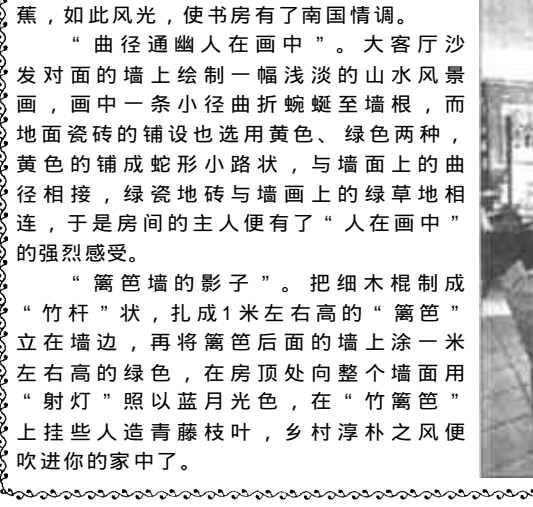 蕉，如此风光，使书房有了南国情调。
“曲径通幽人在画中”。大客厅沙
发对面的墙上绘制一幅浅淡的山水风景
画，画中一条小径曲折蜿蜒至墙根，而
地面瓷砖的铺设也选用黄色、绿色两种，
黄色的铺成蛇形小路状，与墙面上的曲
径相接，绿瓷地砖与墙画上的绿草地相
连，于是房间的主人便有了“人在画中”
的强烈感受。
“篱笆墙的影子”。把细木棍制成
“竹杆”状，扎成1米左右高的“篱笆”
立在墙边，再将篱笆后面的墙上涂一米
左右高的绿色，在房顶处向整个墙面用
“射灯”照以蓝月光色，在“竹篱笆”
上挂些人造青藤枝叶，乡村淳朴之风便
吹进你的家中了。